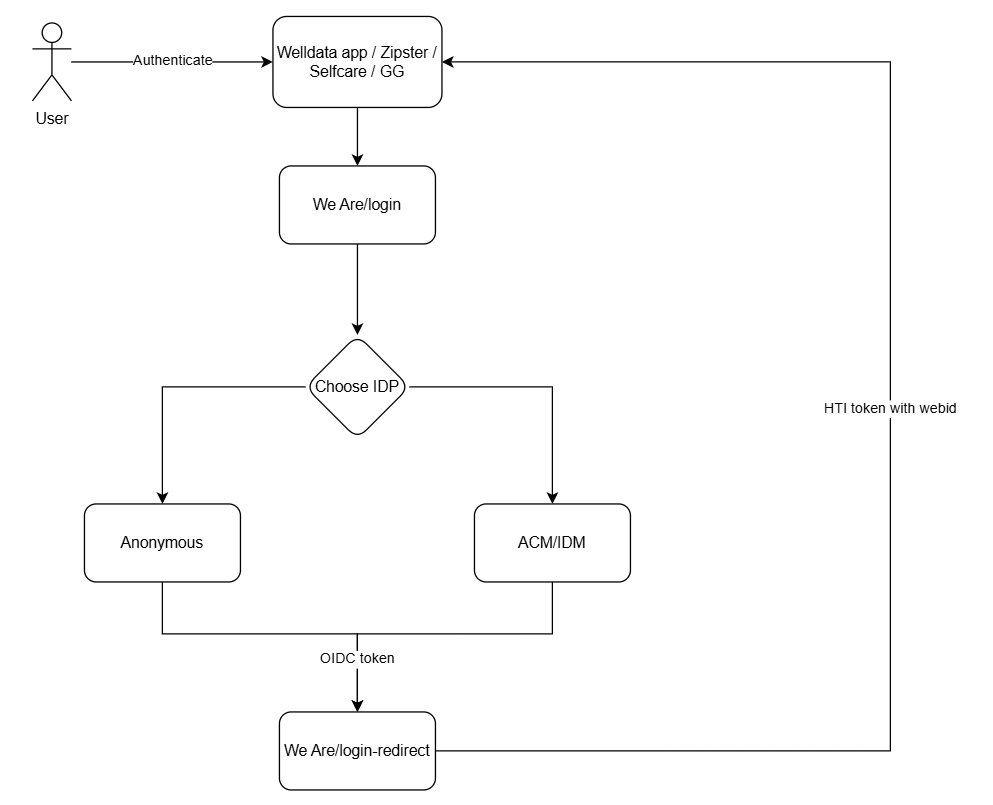 Authenticate
Welldata app / Zipster /
Selfcare / GG
User
We Are/login
Choose IDP
HTI token with webid
Anonymous
ACM/IDM
OIDC token
We Are/login-redirect